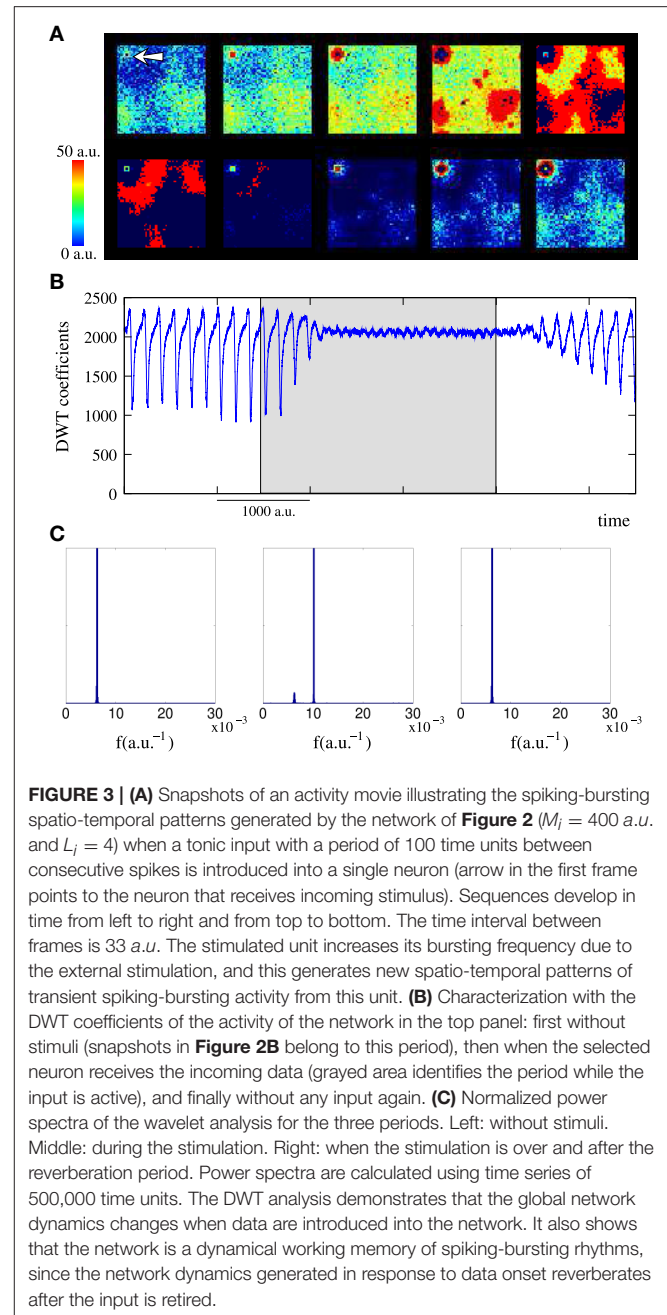 A
50 a.u.
0 a.u.
B
2500
2000
1500
1000
500
0
DWT coefficients
1000 a.u.
time
C
0 10 20 30
x10⁻³
f(a.u.⁻¹)
0 10 20 30
x10⁻³
f(a.u.⁻¹)
0 10 20 30
x10⁻³
f(a.u.⁻¹)
FIGURE 3 | (A) Snapshots of an activity movie illustrating the spiking-bursting
spatio-temporal patterns generated by the network of Figure 2 (Mᵢ = 400 a.u.
and Lᵢ = 4) when a tonic input with a period of 100 time units between
consecutive spikes is introduced into a single neuron (arrow in the first frame
points to the neuron that receives incoming stimulus). Sequences develop in
time from left to right and from top to bottom. The time interval between
frames is 33 a.u. The stimulated unit increases its bursting frequency due to
the external stimulation, and this generates new spatio-temporal patterns of
transient spiking-bursting activity from this unit. (B) Characterization with the
DWT coefficients of the activity of the network in the top panel: first without
stimuli (snapshots in Figure 2B belong to this period), then when the selected
neuron receives the incoming data (grayed area identifies the period while the
input is active), and finally without any input again. (C) Normalized power
spectra of the wavelet analysis for the three periods. Left: without stimuli.
Middle: during the stimulation. Right: when the stimulation is over and after the
reverberation period. Power spectra are calculated using time series of
500,000 time units. The DWT analysis demonstrates that the global network
dynamics changes when data are introduced into the network. It also shows
that the network is a dynamical working memory of spiking-bursting rhythms,
since the network dynamics generated in response to data onset reverberates
after the input is retired.